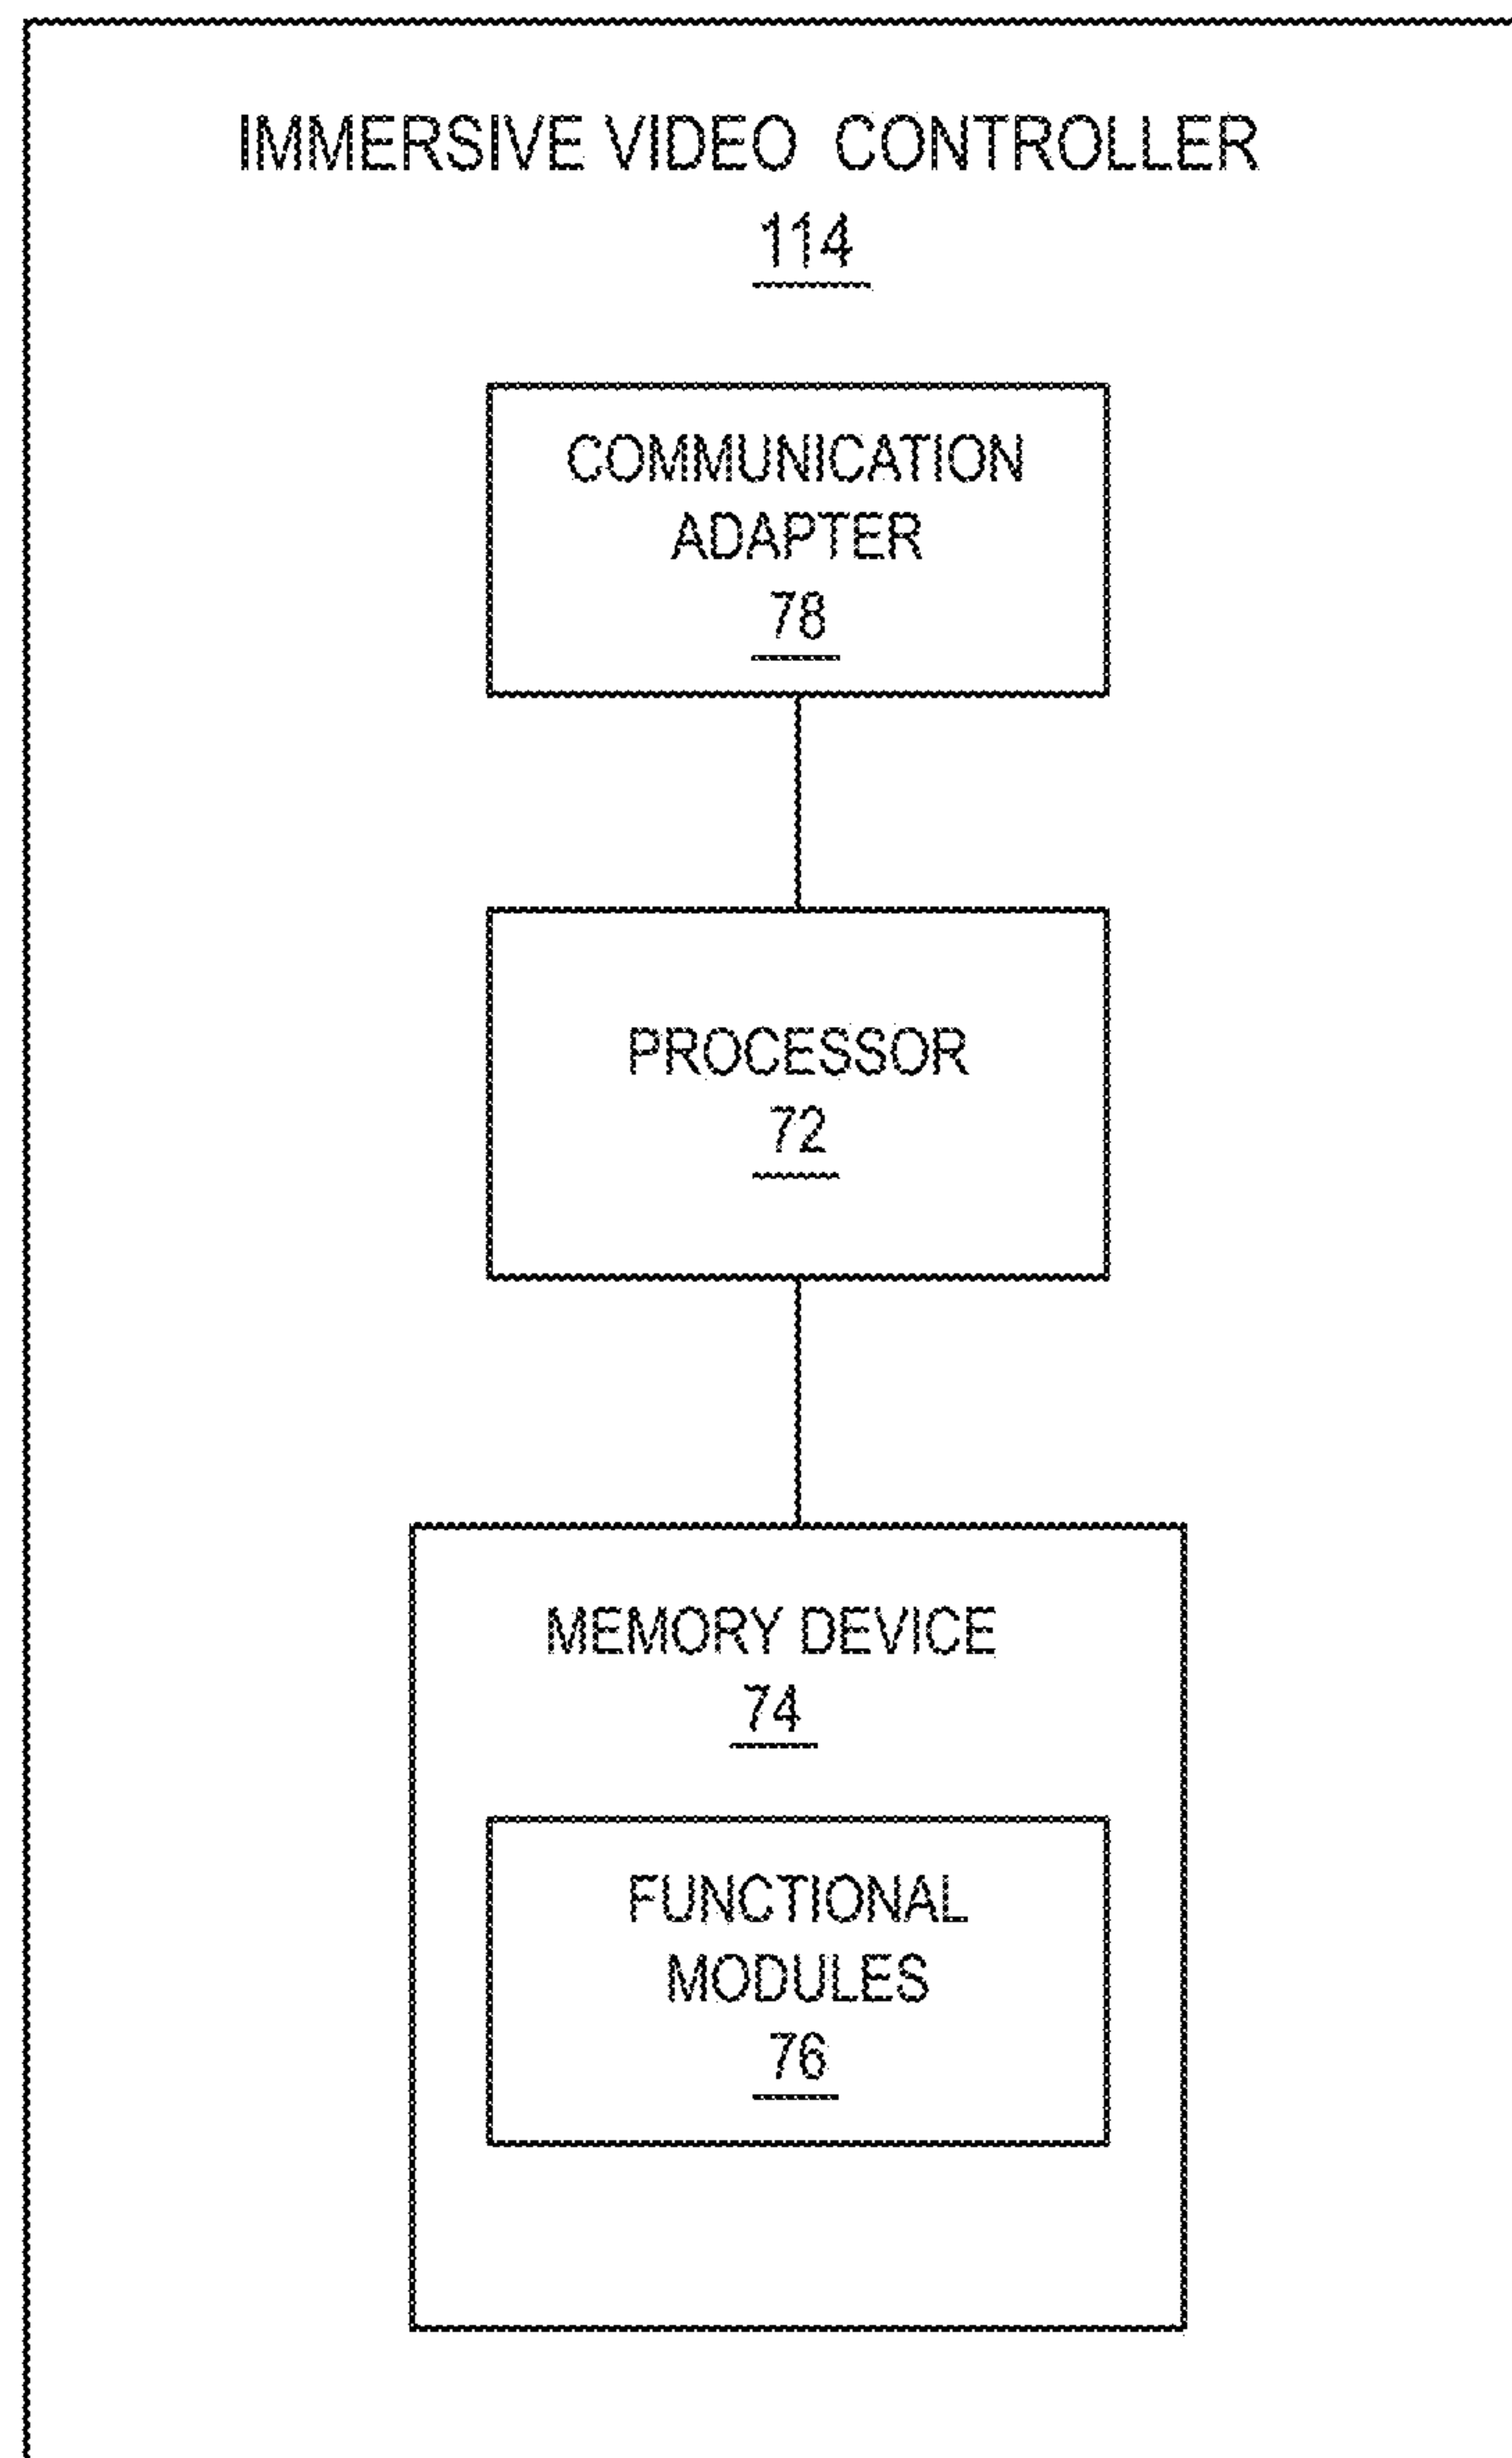 IMMERSIVE VIDEO CONTROLLER
114
COMMUNICATION
ADAPTER
78
PROCESSOR
72
MEMORY DEVICE
74
FUNCTIONAL
MODULES
76